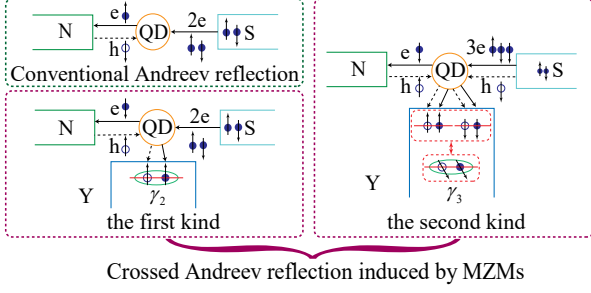 e 2e
N QD S
h
Conventional Andreev reflection
e 2e
N QD S
h
Y γ2
the first kind
e 3e
N QD S
h h
Y γ3
the second kind
Crossed Andreev reflection induced by MZMs